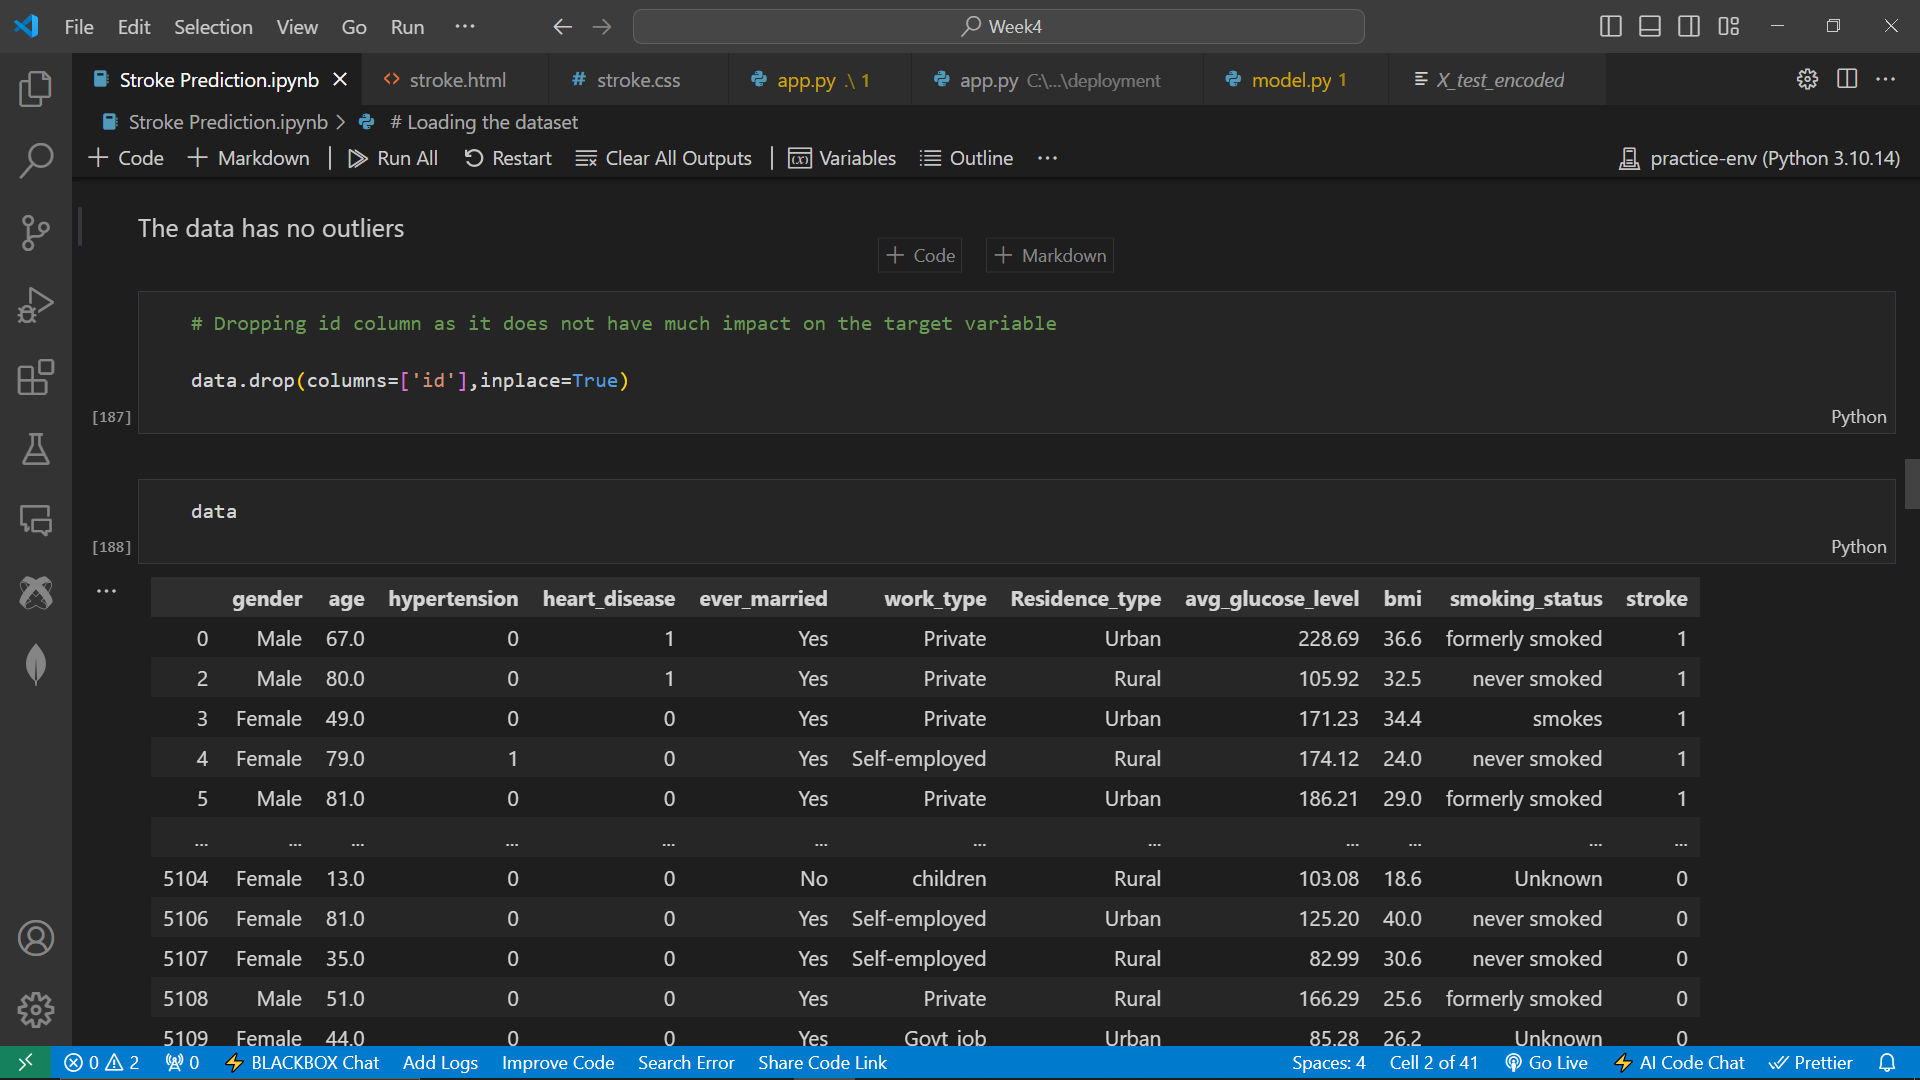 File Edit Selection View Go Run ··· Week4
Stroke Prediction.ipynb stroke.html # stroke.css app.py .\ 1 app.py C:\...\deployment model.py 1 X_test_encoded ···
Stroke Prediction.ipynb > # Loading the dataset
+ Code + Markdown | Run All Restart Clear All Outputs | Variables Outline ··· practice-env (Python 3.10.14)
The data has no outliers
+ Code + Markdown
# Dropping id column as it does not have much impact on the target variable
data.drop(columns=['id'],inplace=True)
[187] Python
data
[188] Python
···
gender age hypertension heart_disease ever_married work_type Residence_type avg_glucose_level bmi smoking_status stroke
0 Male 67.0 0 1 Yes Private Urban 228.69 36.6 formerly smoked 1
2 Male 80.0 0 1 Yes Private Rural 105.92 32.5 never smoked 1
3 Female 49.0 0 0 Yes Private Urban 171.23 34.4 smokes 1
4 Female 79.0 1 0 Yes Self-employed Rural 174.12 24.0 never smoked 1
5 Male 81.0 0 0 Yes Private Urban 186.21 29.0 formerly smoked 1
... ... ... ... ... ... ... ... ... ... ... ...
5104 Female 13.0 0 0 No children Rural 103.08 18.6 Unknown 0
5106 Female 81.0 0 0 Yes Self-employed Urban 125.20 40.0 never smoked 0
5107 Female 35.0 0 0 Yes Self-employed Rural 82.99 30.6 never smoked 0
5108 Male 51.0 0 0 Yes Private Rural 166.29 25.6 formerly smoked 0
5109 Female 44.0 0 0 Yes Govt_job Urban 85.28 26.2 Unknown 0
0 2 0 BLACKBOX Chat Add Logs Improve Code Search Error Share Code Link Spaces: 4 Cell 2 of 41 Go Live AI Code Chat Prettier